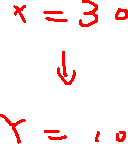 x = 30
↓
Y = 10